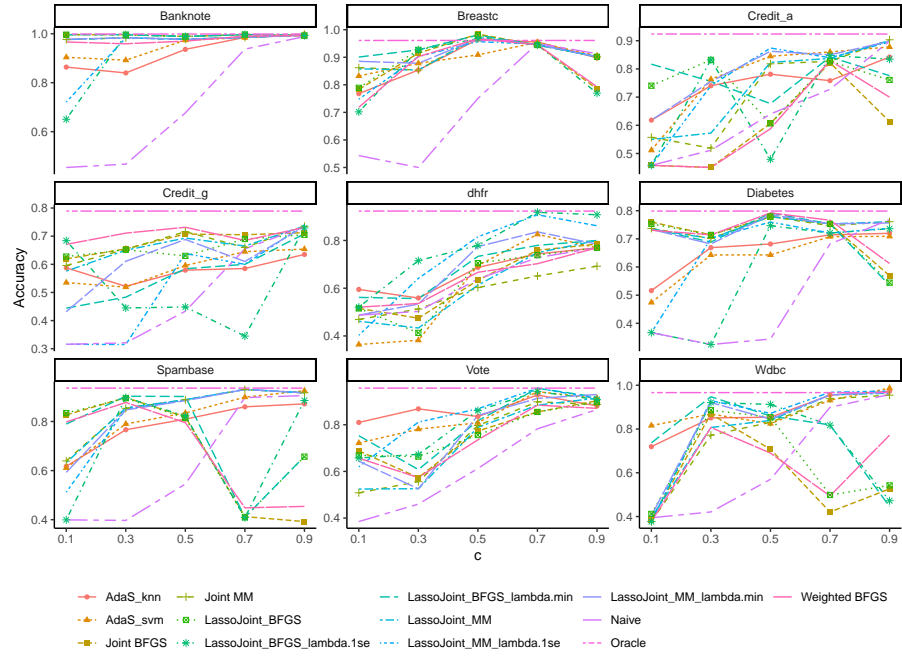 Banknote Breastc Credit_a
1.0 1.0 0.9
0.9
0.8 0.8 0.8
0.7 0.7
0.6 0.6 0.6
0.5 0.5
Credit_g dhfr Diabetes
0.8 0.8
0.7 0.8 0.7
0.6 0.6
0.5 0.6 0.5
0.4 0.4 0.4
0.3
Spambase Vote Wdbc
1.0 1.0
0.8 0.8 0.8
0.6 0.6 0.6
0.4 0.4 0.4
0.1 0.3 0.5 0.7 0.9 0.1 0.3 0.5 0.7 0.9 0.1 0.3 0.5 0.7 0.9
Accuracy
c
AdaS_knn Joint MM LassoJoint_BFGS_lambda.min LassoJoint_MM_lambda.min Weighted BFGS
AdaS_svm LassoJoint_BFGS LassoJoint_MM Naive
Joint BFGS LassoJoint_BFGS_lambda.1se LassoJoint_MM_lambda.1se Oracle